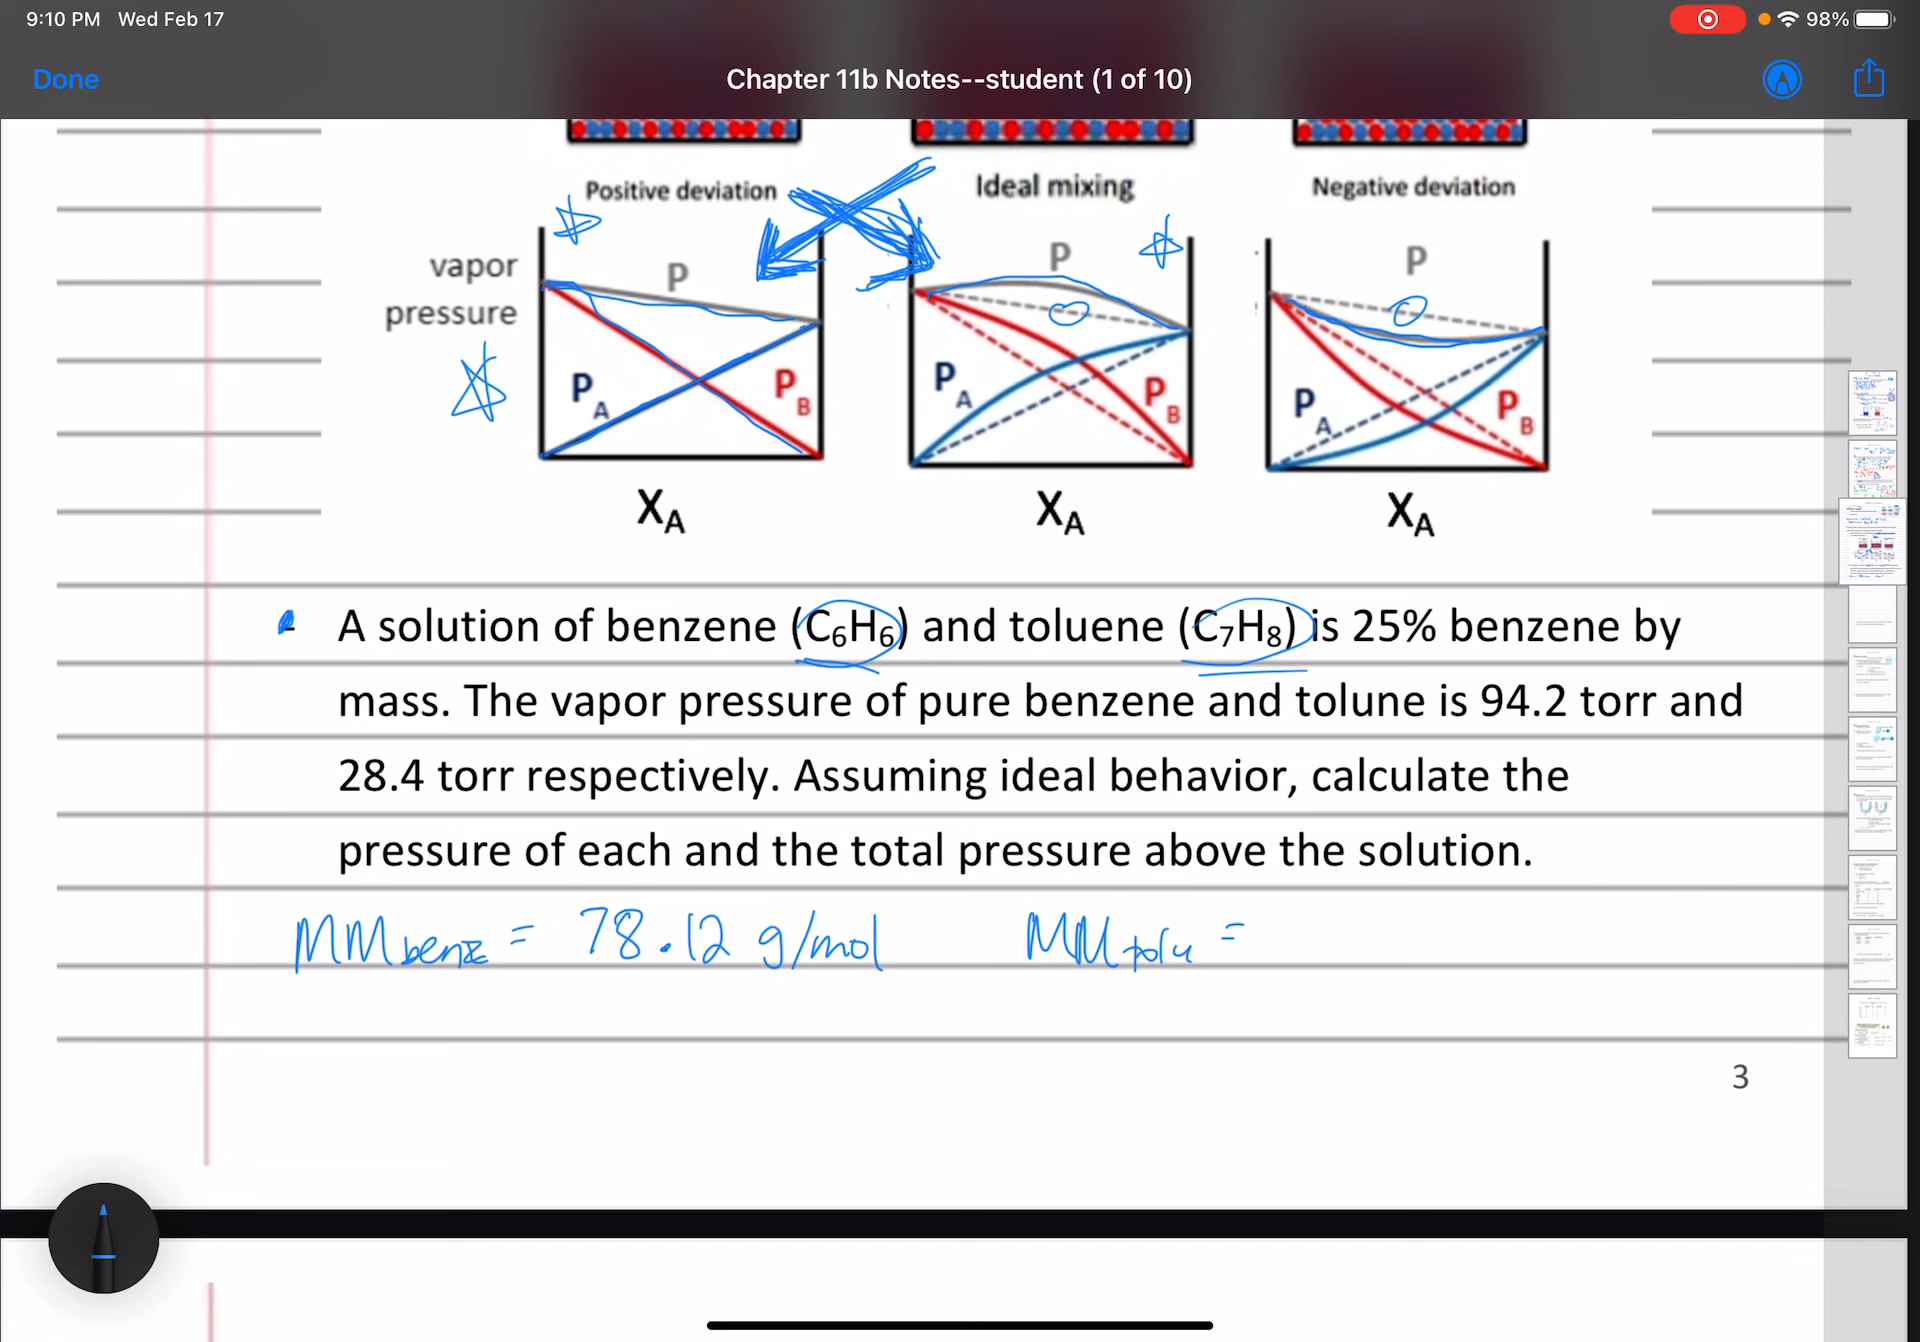 9:10 PM Wed Feb 17
98%
Done
Chapter 11b Notes--student (1 of 10)
Positive deviation
Ideal mixing
Negative deviation
vapor
pressure
P
P
P
PA
PB
PA
PB
PA
PB
XA
XA
XA
A solution of benzene (C₆H₆) and toluene (C₇H₈) is 25% benzene by
mass. The vapor pressure of pure benzene and tolune is 94.2 torr and
28.4 torr respectively. Assuming ideal behavior, calculate the
pressure of each and the total pressure above the solution.
MMbenz = 78.12 g/mol MMtolu =
3